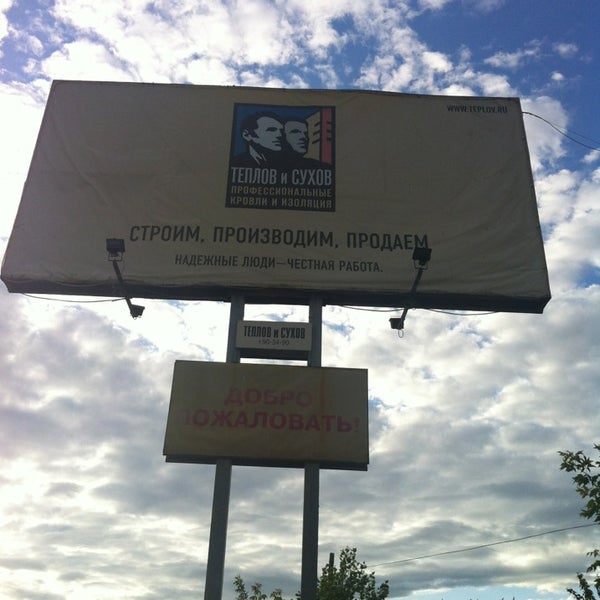 WWW.TEPLOV.RU
ТЕПЛОВ И СУХОВ
ПРОФЕССИОНАЛЬНЫЕ
КРОВЛИ И ИЗОЛЯЦИЯ
СТРОИМ, ПРОИЗВОДИМ, ПРОДАЕМ
НАДЕЖНЫЕ ЛЮДИ—ЧЕСТНАЯ РАБОТА.
ТЕПЛОВ И СУХОВ
ДОБРО
ПОЖАЛОВАТЬ!